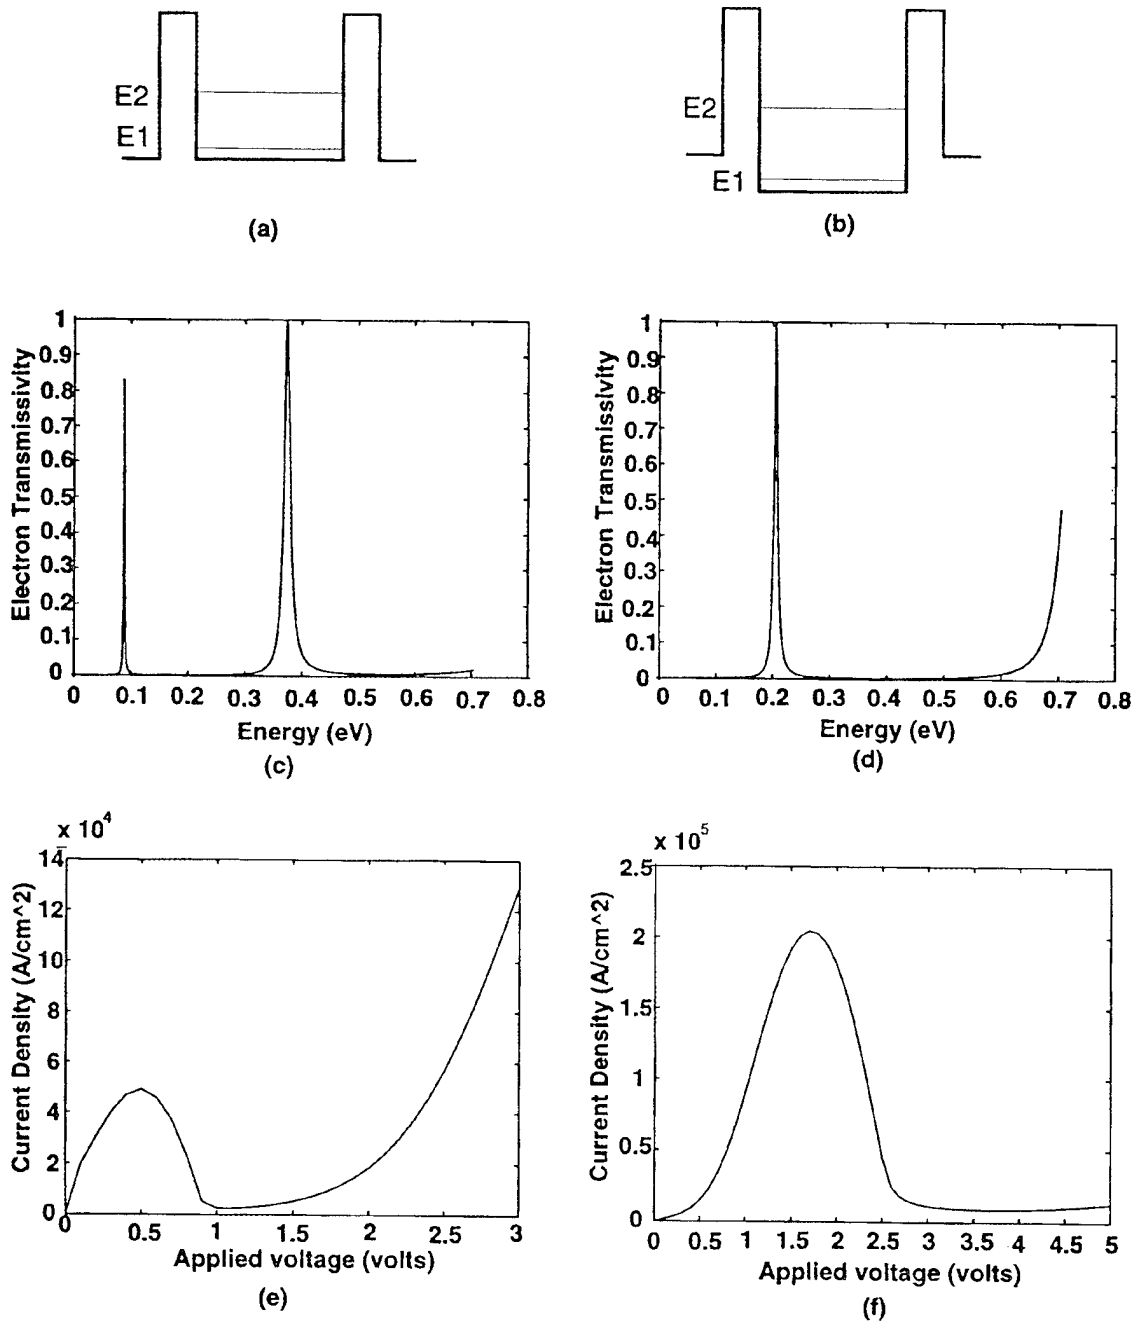 E2
E1
(a)
E2
E1
(b)
Electron Transmissivity
1
0.9
0.8
0.7
0.6
0.5
0.4
0.3
0.2
0.1
0
0 0.1 0.2 0.3 0.4 0.5 0.6 0.7 0.8
Energy (eV)
(c)
Electron Transmissivity
1
0.9
0.8
0.7
0.6
0.5
0.4
0.3
0.2
0.1
0
0 0.1 0.2 0.3 0.4 0.5 0.6 0.7 0.8
Energy (eV)
(d)
x 10^4
Current Density (A/cm^2)
14
12
10
8
6
4
2
0
0 0.5 1 1.5 2 2.5 3
Applied voltage (volts)
(e)
x 10^5
Current Density (A/cm^2)
2.5
2
1.5
1
0.5
0
0 0.5 1 1.5 2 2.5 3 3.5 4 4.5 5
Applied voltage (volts)
(f)